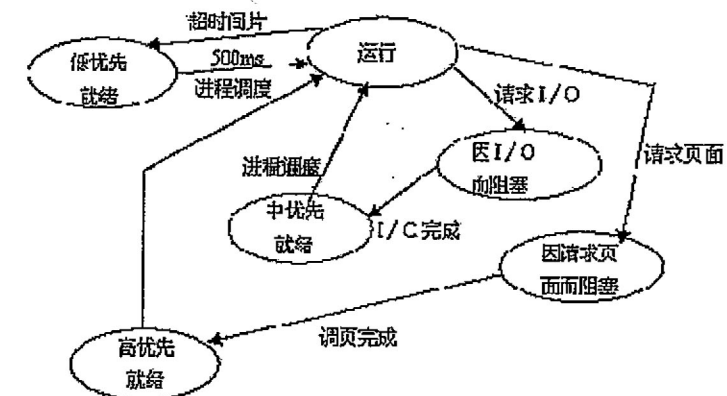 超时间片
运行
低优先
就绪
500ms
进程调度
请求I/O
请求页面
因I/O
而阻塞
进程调度
中优先
就绪
I/C完成
因请求页
面而阻塞
调页完成
高优先
就绪